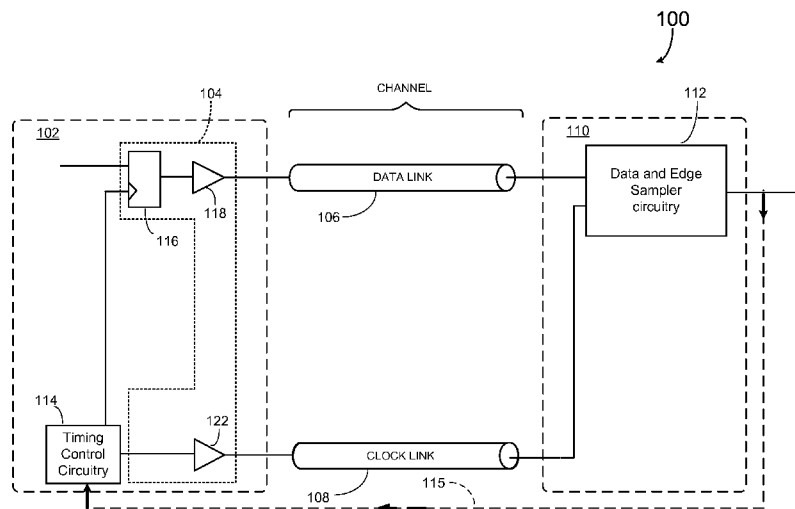 100
CHANNEL
104
112
102
110
DATA LINK
Data and Edge
Sampler
circuitry
118
106
116
114
122
Timing
Control
Circuitry
CLOCK LINK
108
115